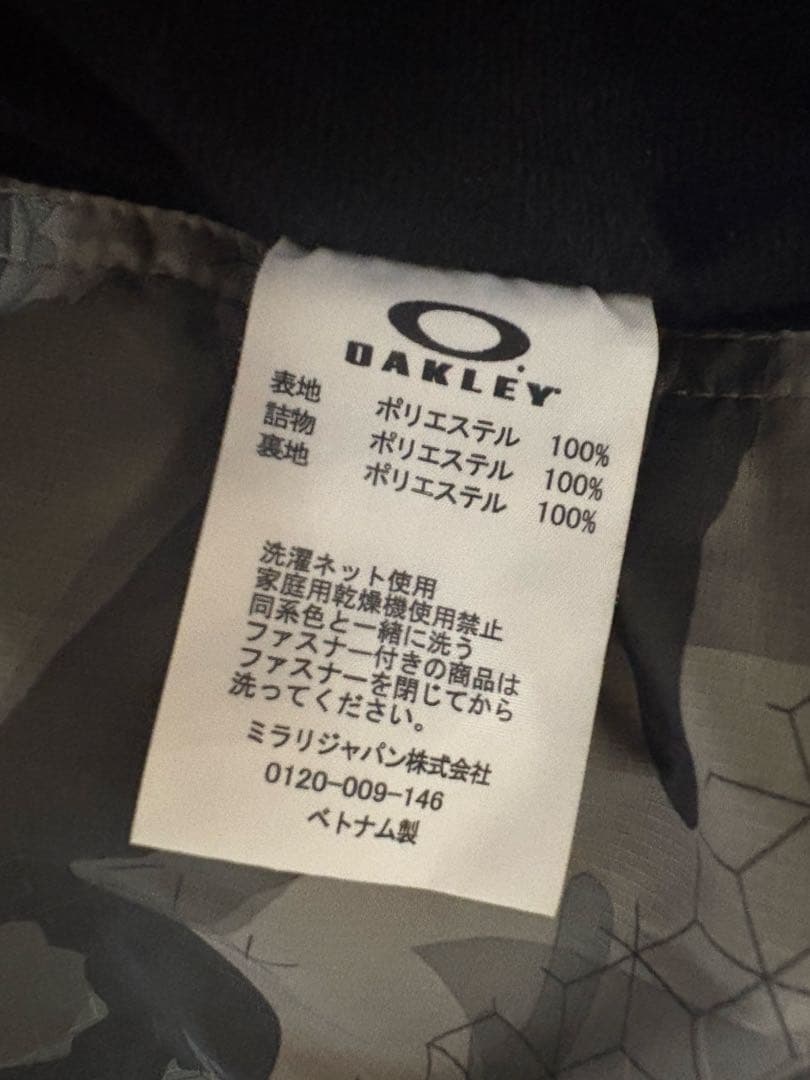 OAKLEY
表地 ポリエステル 100%
詰物 ポリエステル 100%
裏地 ポリエステル 100%
洗濯ネット使用
家庭用乾燥機使用禁止
同系色と一緒に洗う
ファスナー付きの商品は
ファスナーを閉じてから
洗ってください。
ミラリジャパン株式会社
0120-009-146
ベトナム製